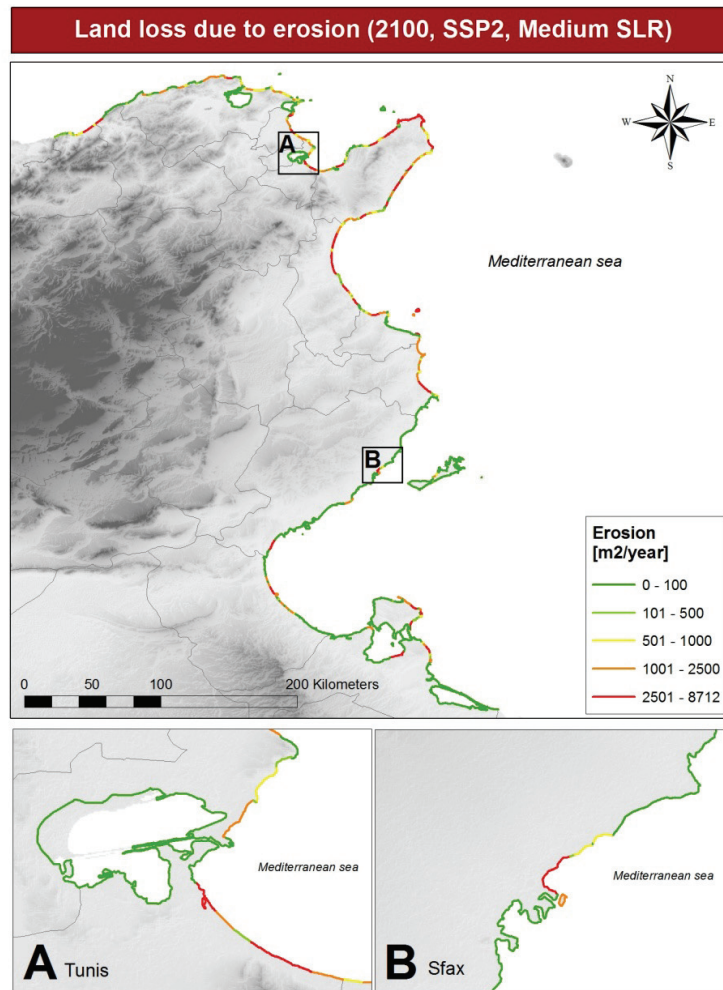 Land loss due to erosion (2100, SSP2, Medium SLR)
N
W E
S
A
Mediterranean sea
B
Erosion
[m2/year]
0 - 100
101 - 500
501 - 1000
1001 - 2500
2501 - 8712
0 50 100 200 Kilometers
Mediterranean sea
A Tunis
Mediterranean sea
B Sfax